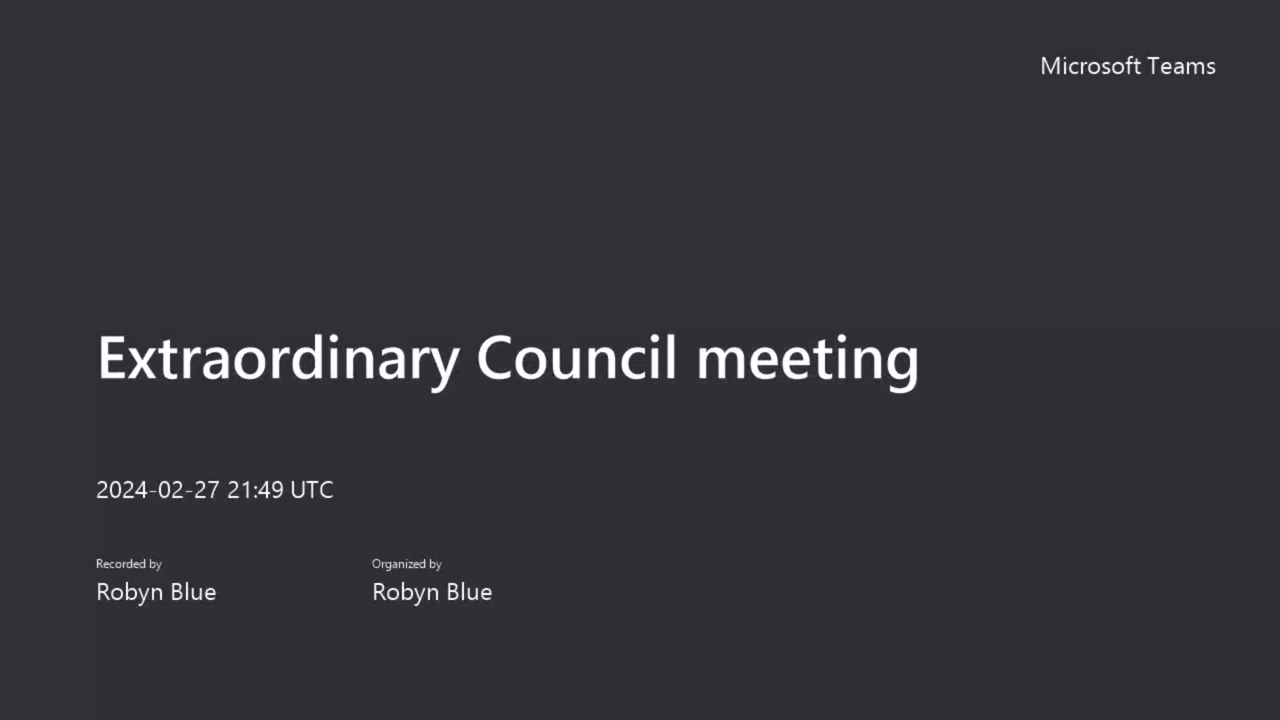 Microsoft Teams
Extraordinary Council meeting
2024-02-27 21:49 UTC
Recorded by
Robyn Blue
Organized by
Robyn Blue